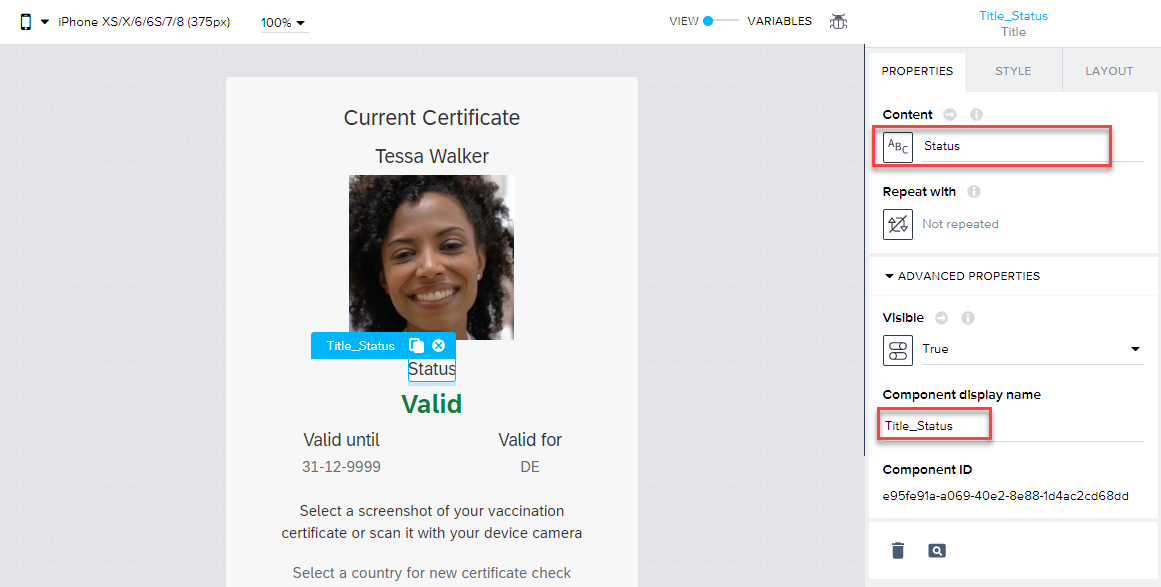 iPhone XS/X/6/6S/7/8 (375px)
100%
VIEW
VARIABLES
Title_Status
Title
PROPERTIES
STYLE
LAYOUT
Content
ABC
Status
Repeat with
Not repeated
ADVANCED PROPERTIES
Visible
True
Component display name
Title_Status
Component ID
e95fe91a-a069-40e2-8e88-1d4ac2cd68dd
Current Certificate
Tessa Walker
Title_Status
Status
Valid
Valid until
Valid for
31-12-9999
DE
Select a screenshot of your vaccination
certificate or scan it with your device camera
Select a country for new certificate check